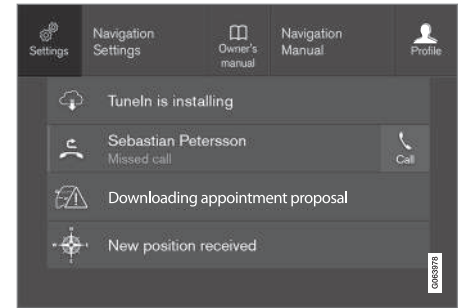 Settings
Navigation
Settings
Owner's
manual
Navigation
Manual
Profile
TuneIn is installing
Sebastian Petersson
Missed call
Call
Downloading appointment proposal
New position received
G063978